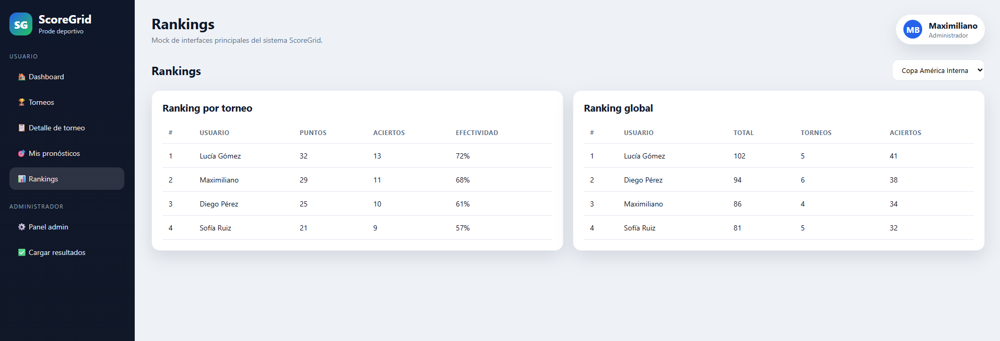 SG
ScoreGrid
Prode deportivo
USUARIO
Dashboard
Torneos
Detalle de torneo
Mis pronósticos
Rankings
ADMINISTRADOR
Panel admin
Cargar resultados
Rankings
Mock de interfaces principales del sistema ScoreGrid.
MB
Maximiliano
Administrador
Rankings
Copa América Interna
Ranking por torneo
# USUARIO PUNTOS ACIERTOS EFECTIVIDAD
1 Lucía Gómez 32 13 72%
2 Maximiliano 29 11 68%
3 Diego Pérez 25 10 61%
4 Sofía Ruiz 21 9 57%
Ranking global
# USUARIO TOTAL TORNEOS ACIERTOS
1 Lucía Gómez 102 5 41
2 Diego Pérez 94 6 38
3 Maximiliano 86 4 34
4 Sofía Ruiz 81 5 32